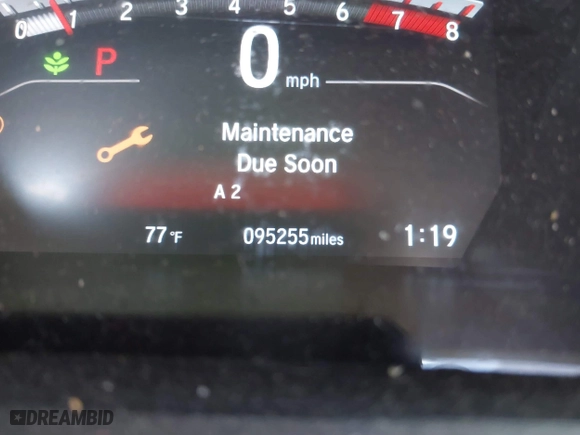 0 1 2 3 4 5 6 7 8
P 0 mph
Maintenance
Due Soon
A 2
77 °F 095255 miles 1:19
DREAMBID